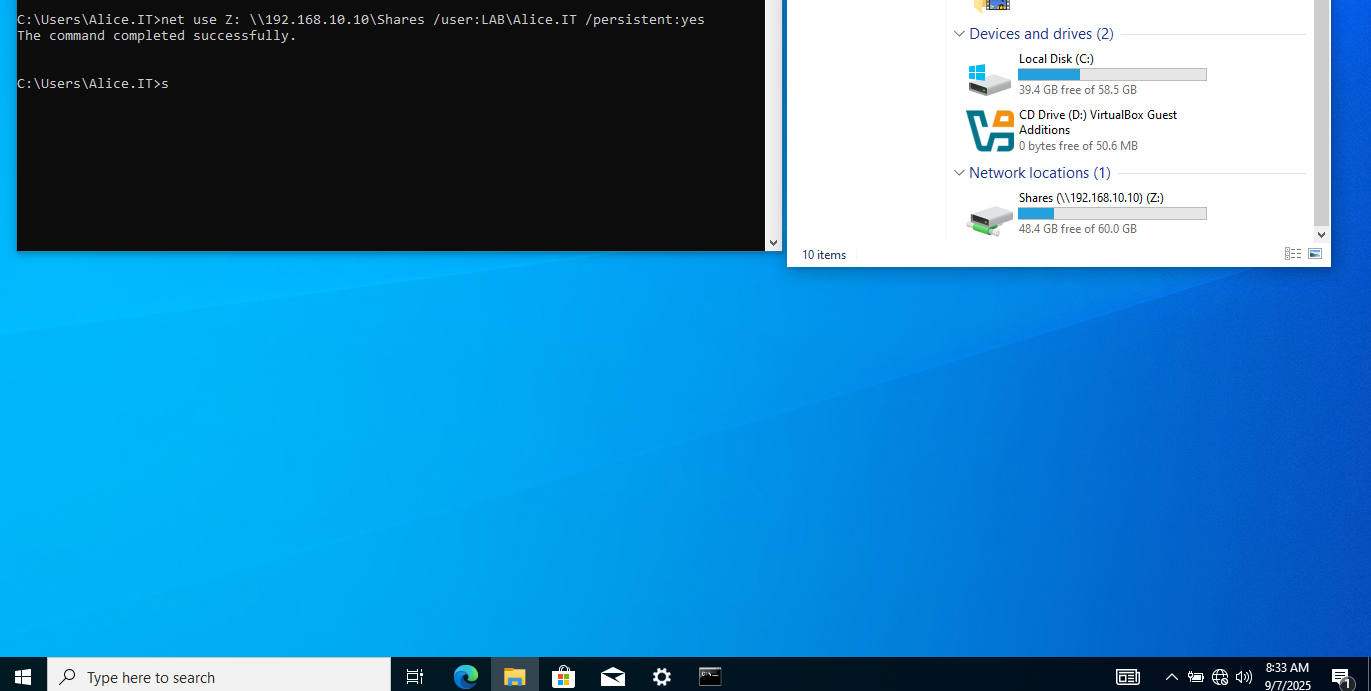 C:\Users\Alice.IT>net use Z: \\192.168.10.10\Shares /user:LAB\Alice.IT /persistent:yes
The command completed successfully.
C:\Users\Alice.IT>s
Devices and drives (2)
Local Disk (C:)
39.4 GB free of 58.5 GB
CD Drive (D:) VirtualBox Guest
Additions
0 bytes free of 50.6 MB
Network locations (1)
Shares (\\192.168.10.10) (Z:)
48.4 GB free of 60.0 GB
10 items
Type here to search
8:33 AM
9/7/2025
1